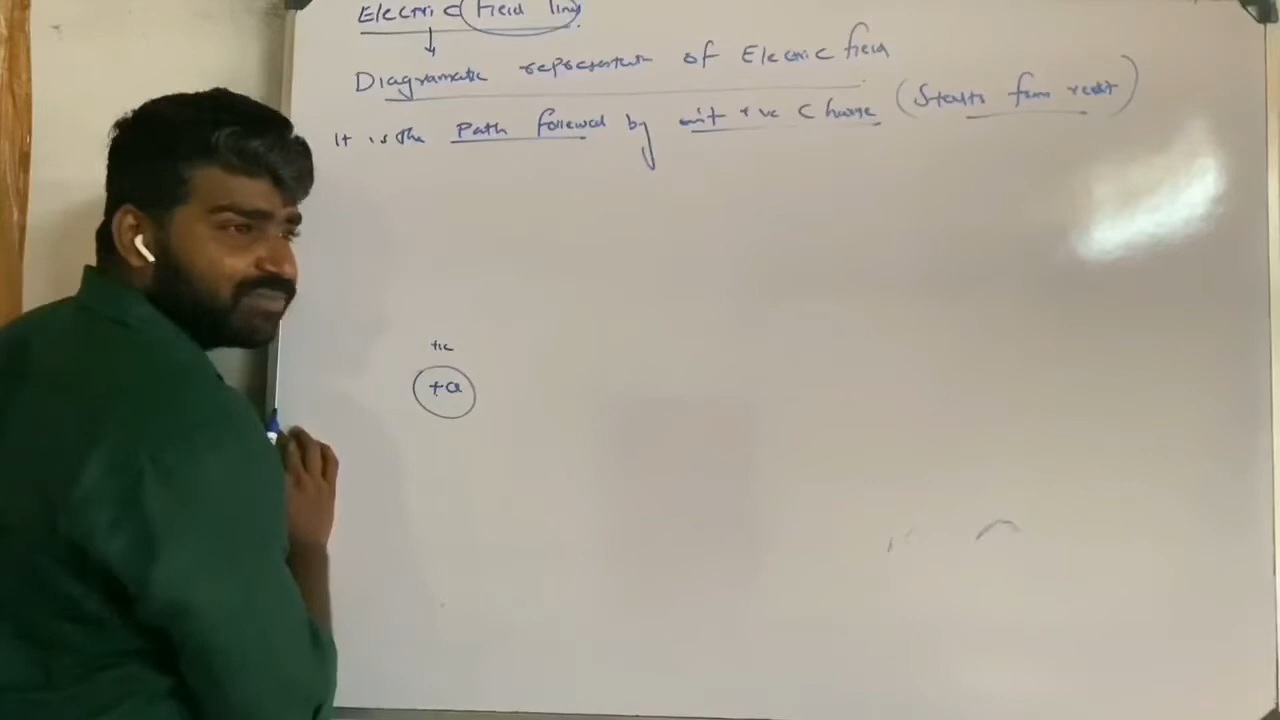 Electric field lines
Diagramatic representation of Electric field
It is the Path followed by unit +ve Charge (Starts from rest)
+Q